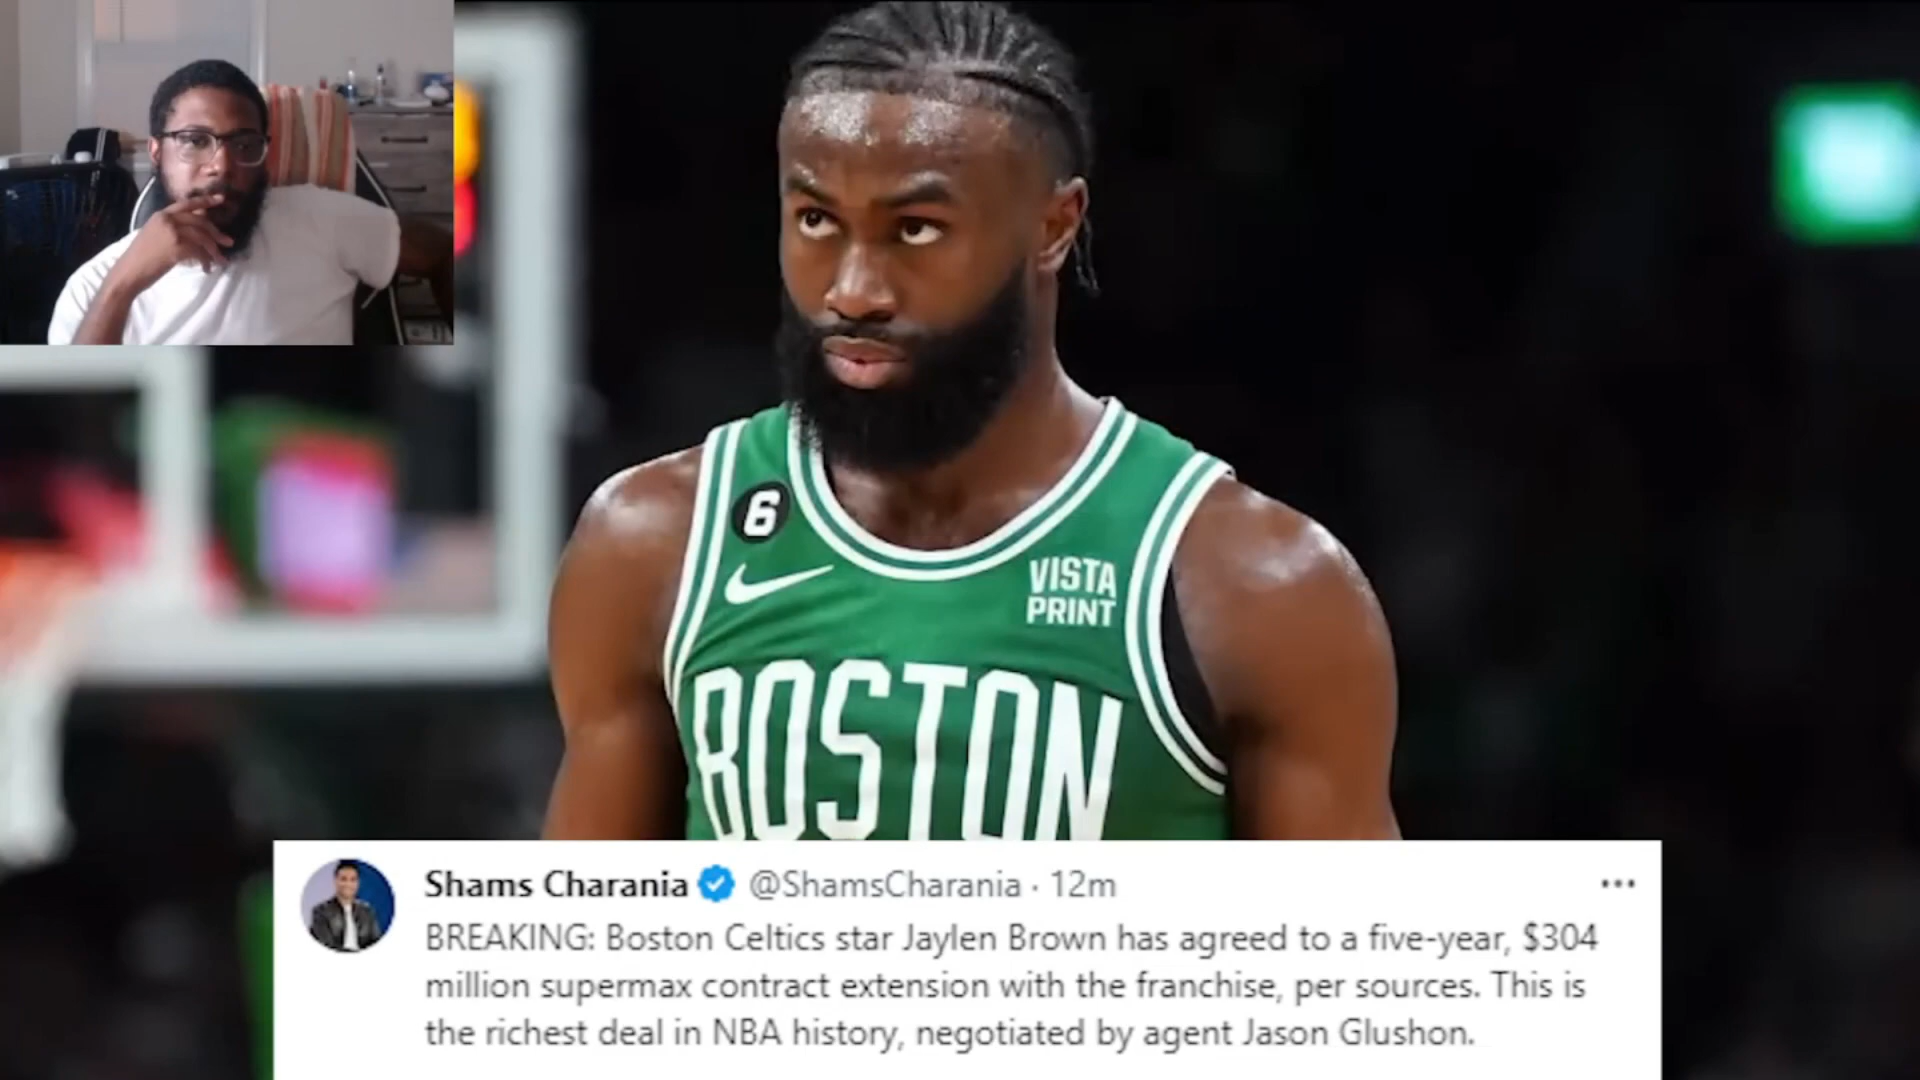 6
VISTA
PRINT
BOSTON
Shams Charania @ShamsCharania · 12m
BREAKING: Boston Celtics star Jaylen Brown has agreed to a five-year, $304
million supermax contract extension with the franchise, per sources. This is
the richest deal in NBA history, negotiated by agent Jason Glushon.